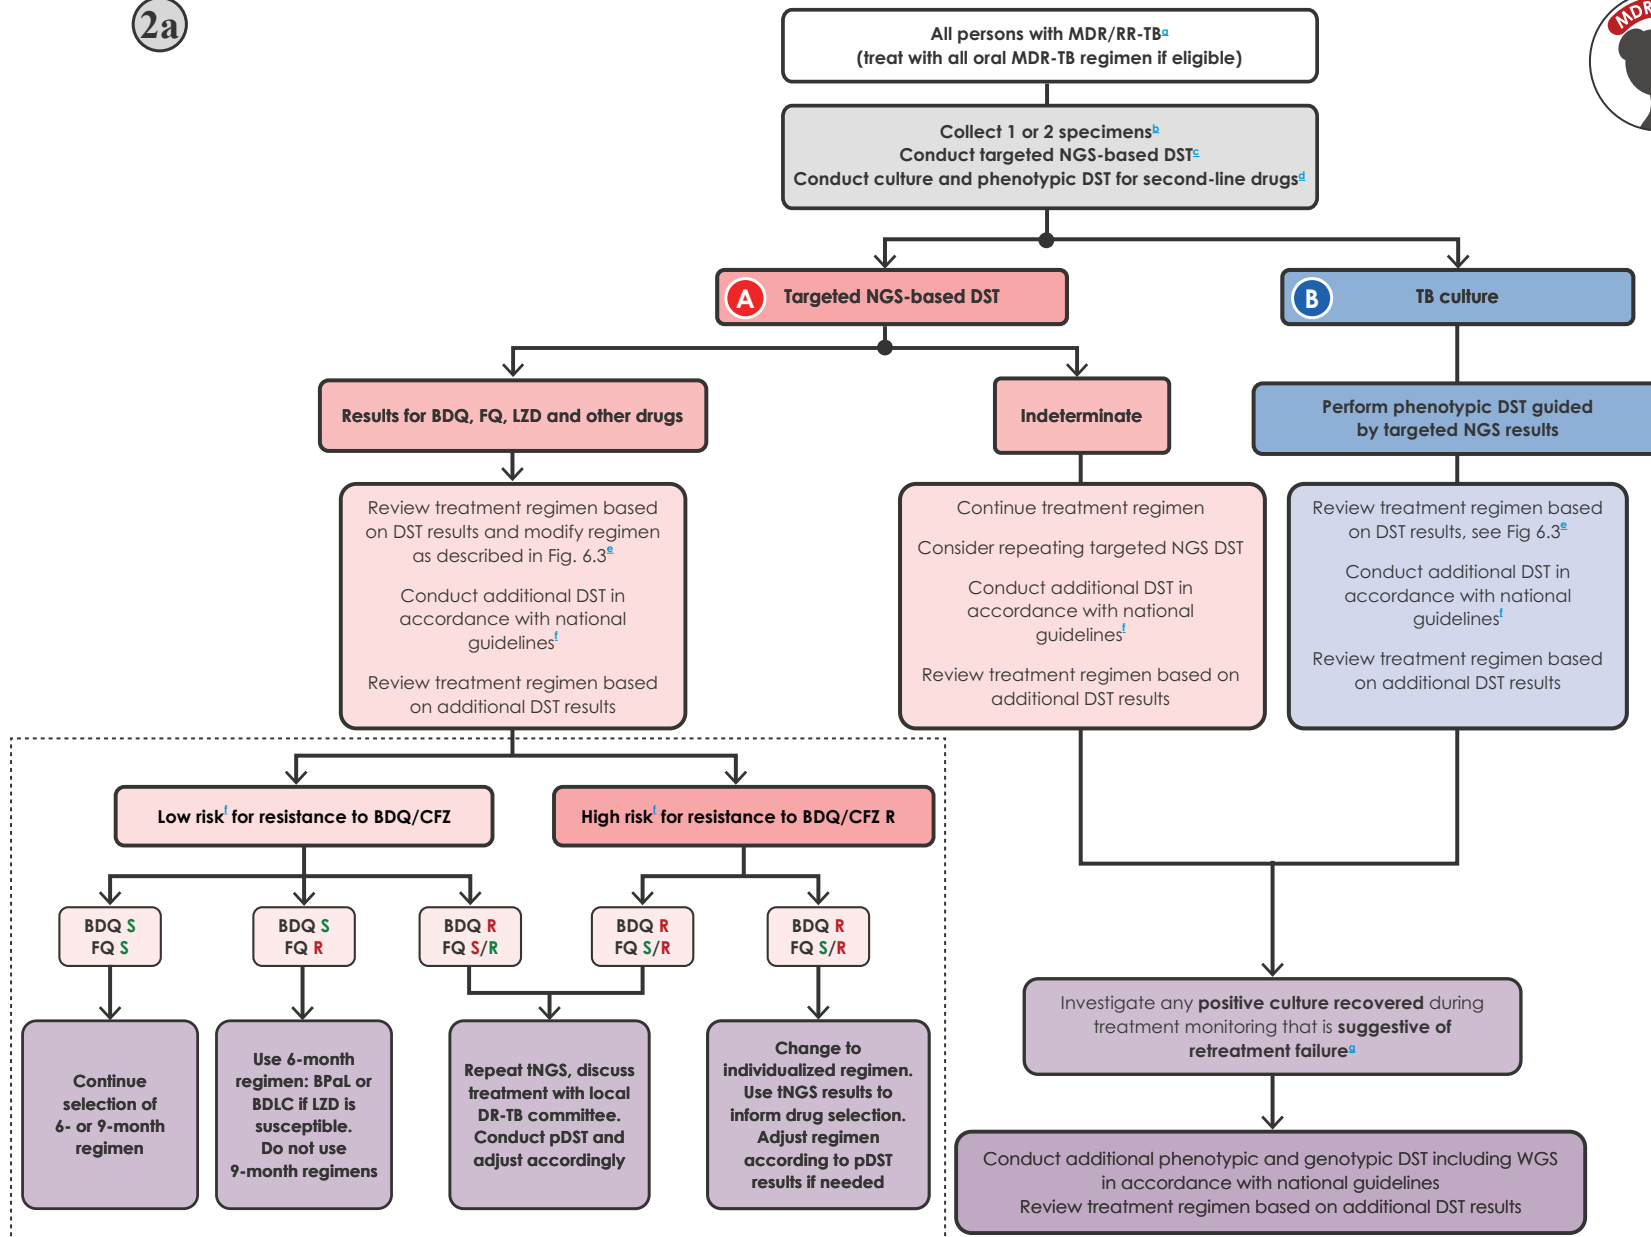 2a
MDR
All persons with MDR/RR-TBa
(treat with all oral MDR-TB regimen if eligible)
Collect 1 or 2 specimensb
Conduct targeted NGS-based DSTc
Conduct culture and phenotypic DST for second-line drugsd
A Targeted NGS-based DST
B TB culture
Results for BDQ, FQ, LZD and other drugs
Indeterminate
Perform phenotypic DST guided
by targeted NGS results
Review treatment regimen based
on DST results and modify regimen
as described in Fig. 6.3e
Conduct additional DST in
accordance with national
guidelinesf
Review treatment regimen based
on additional DST results
Continue treatment regimen
Consider repeating targeted NGS DST
Conduct additional DST in
accordance with national
guidelinesf
Review treatment regimen based on
additional DST results
Review treatment regimen based
on DST results, see Fig 6.3e
Conduct additional DST in
accordance with national
guidelinesf
Review treatment regimen based
on additional DST results
Low riskf for resistance to BDQ/CFZ
High riskf for resistance to BDQ/CFZ R
BDQ S
FQ S
BDQ S
FQ R
BDQ R
FQ S/R
BDQ R
FQ S/R
BDQ R
FQ S/R
Continue
selection of
6- or 9-month
regimen
Use 6-month
regimen: BPaL or
BDLC if LZD is
susceptible.
Do not use
9-month regimens
Repeat tNGS, discuss
treatment with local
DR-TB committee.
Conduct pDST and
adjust accordingly
Change to
individualized regimen.
Use tNGS results to
inform drug selection.
Adjust regimen
according to pDST
results if needed
Investigate any positive culture recovered during
treatment monitoring that is suggestive of
retreatment failureg
Conduct additional phenotypic and genotypic DST including WGS
in accordance with national guidelines
Review treatment regimen based on additional DST results